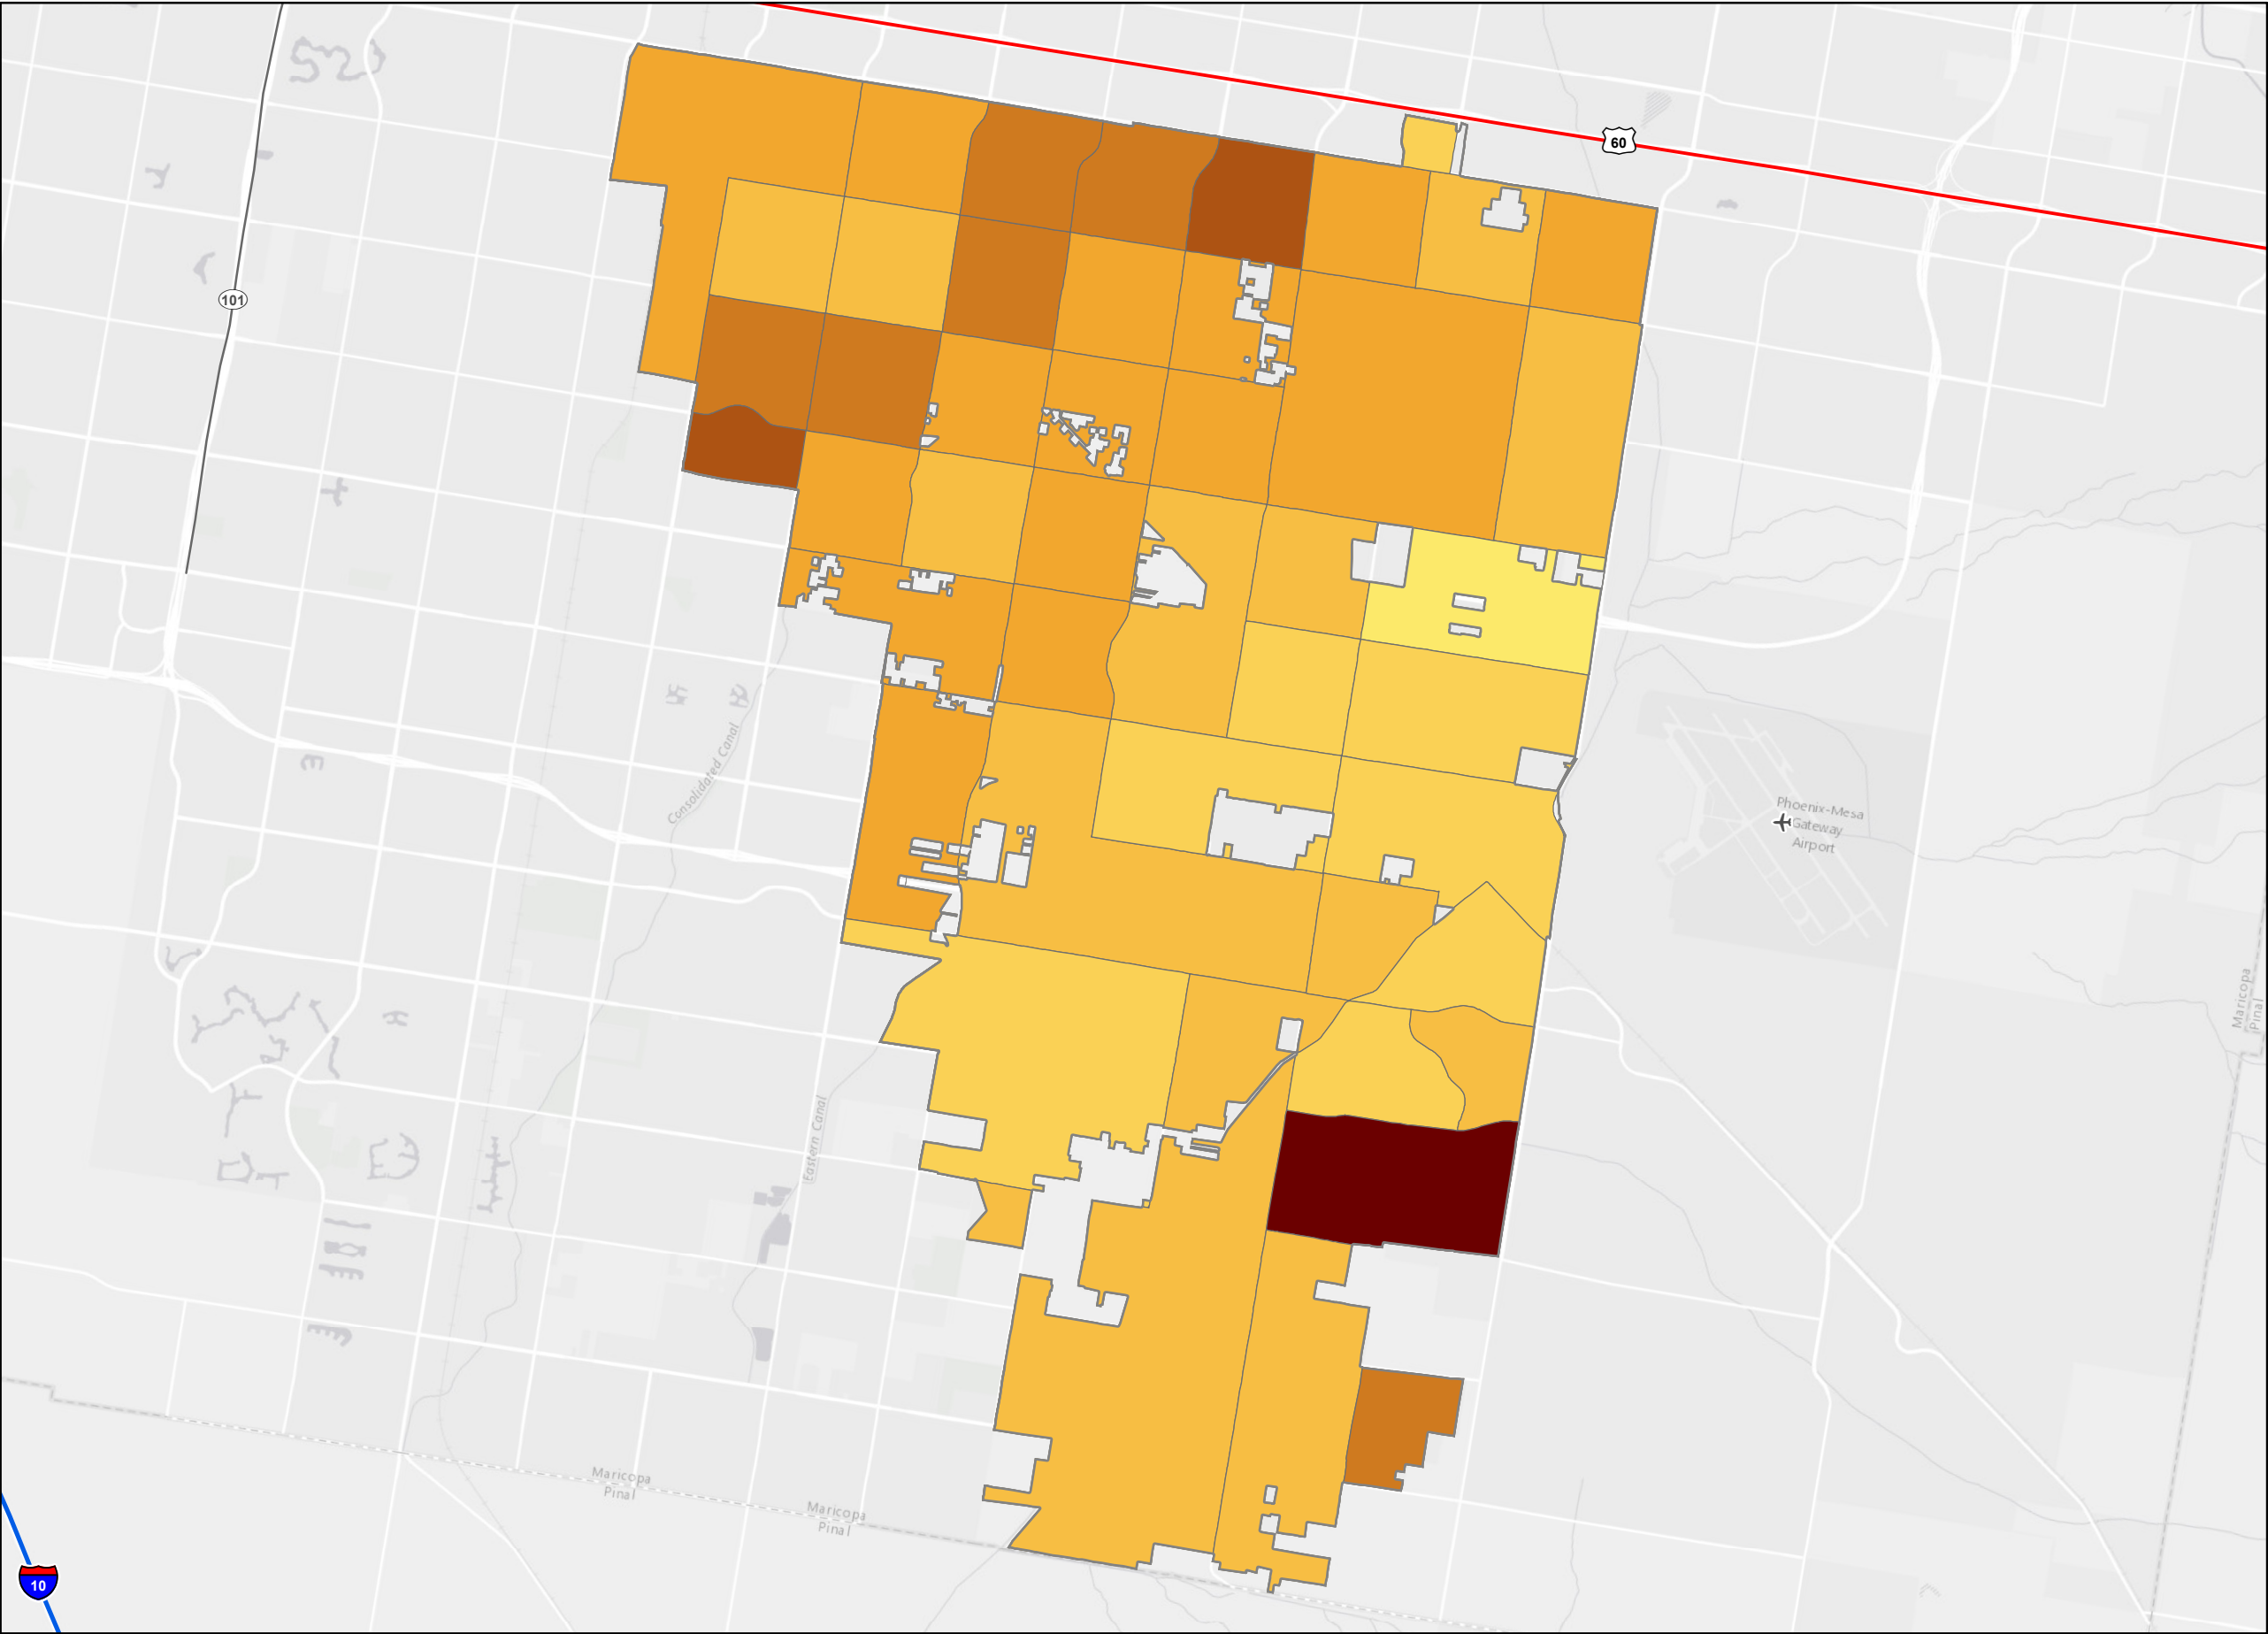 60
101
Consolidated Canal
Phoenix-Mesa
Gateway
Airport
Maricopa
Pinal
Eastern Canal
Maricopa
Pinal
Maricopa
Pinal
10